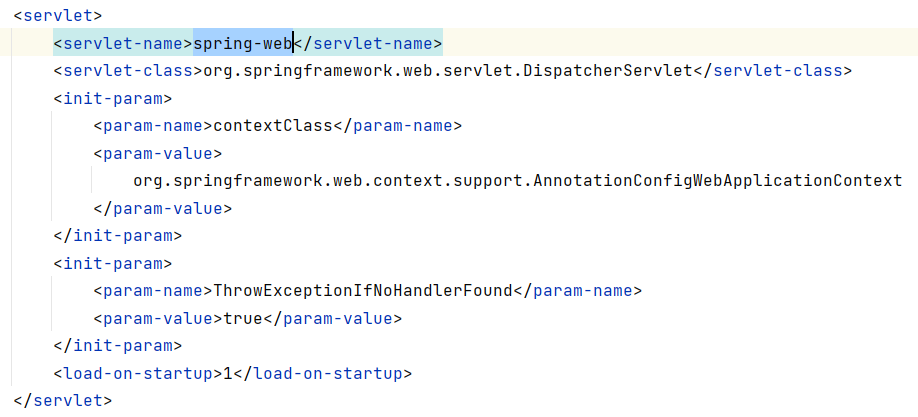 <servlet>
<servlet-name>spring-web</servlet-name>
<servlet-class>org.springframework.web.servlet.DispatcherServlet</servlet-class>
<init-param>
<param-name>contextClass</param-name>
<param-value>
org.springframework.web.context.support.AnnotationConfigWebApplicationContext
</param-value>
</init-param>
<init-param>
<param-name>ThrowExceptionIfNoHandlerFound</param-name>
<param-value>true</param-value>
</init-param>
<load-on-startup>1</load-on-startup>
</servlet>